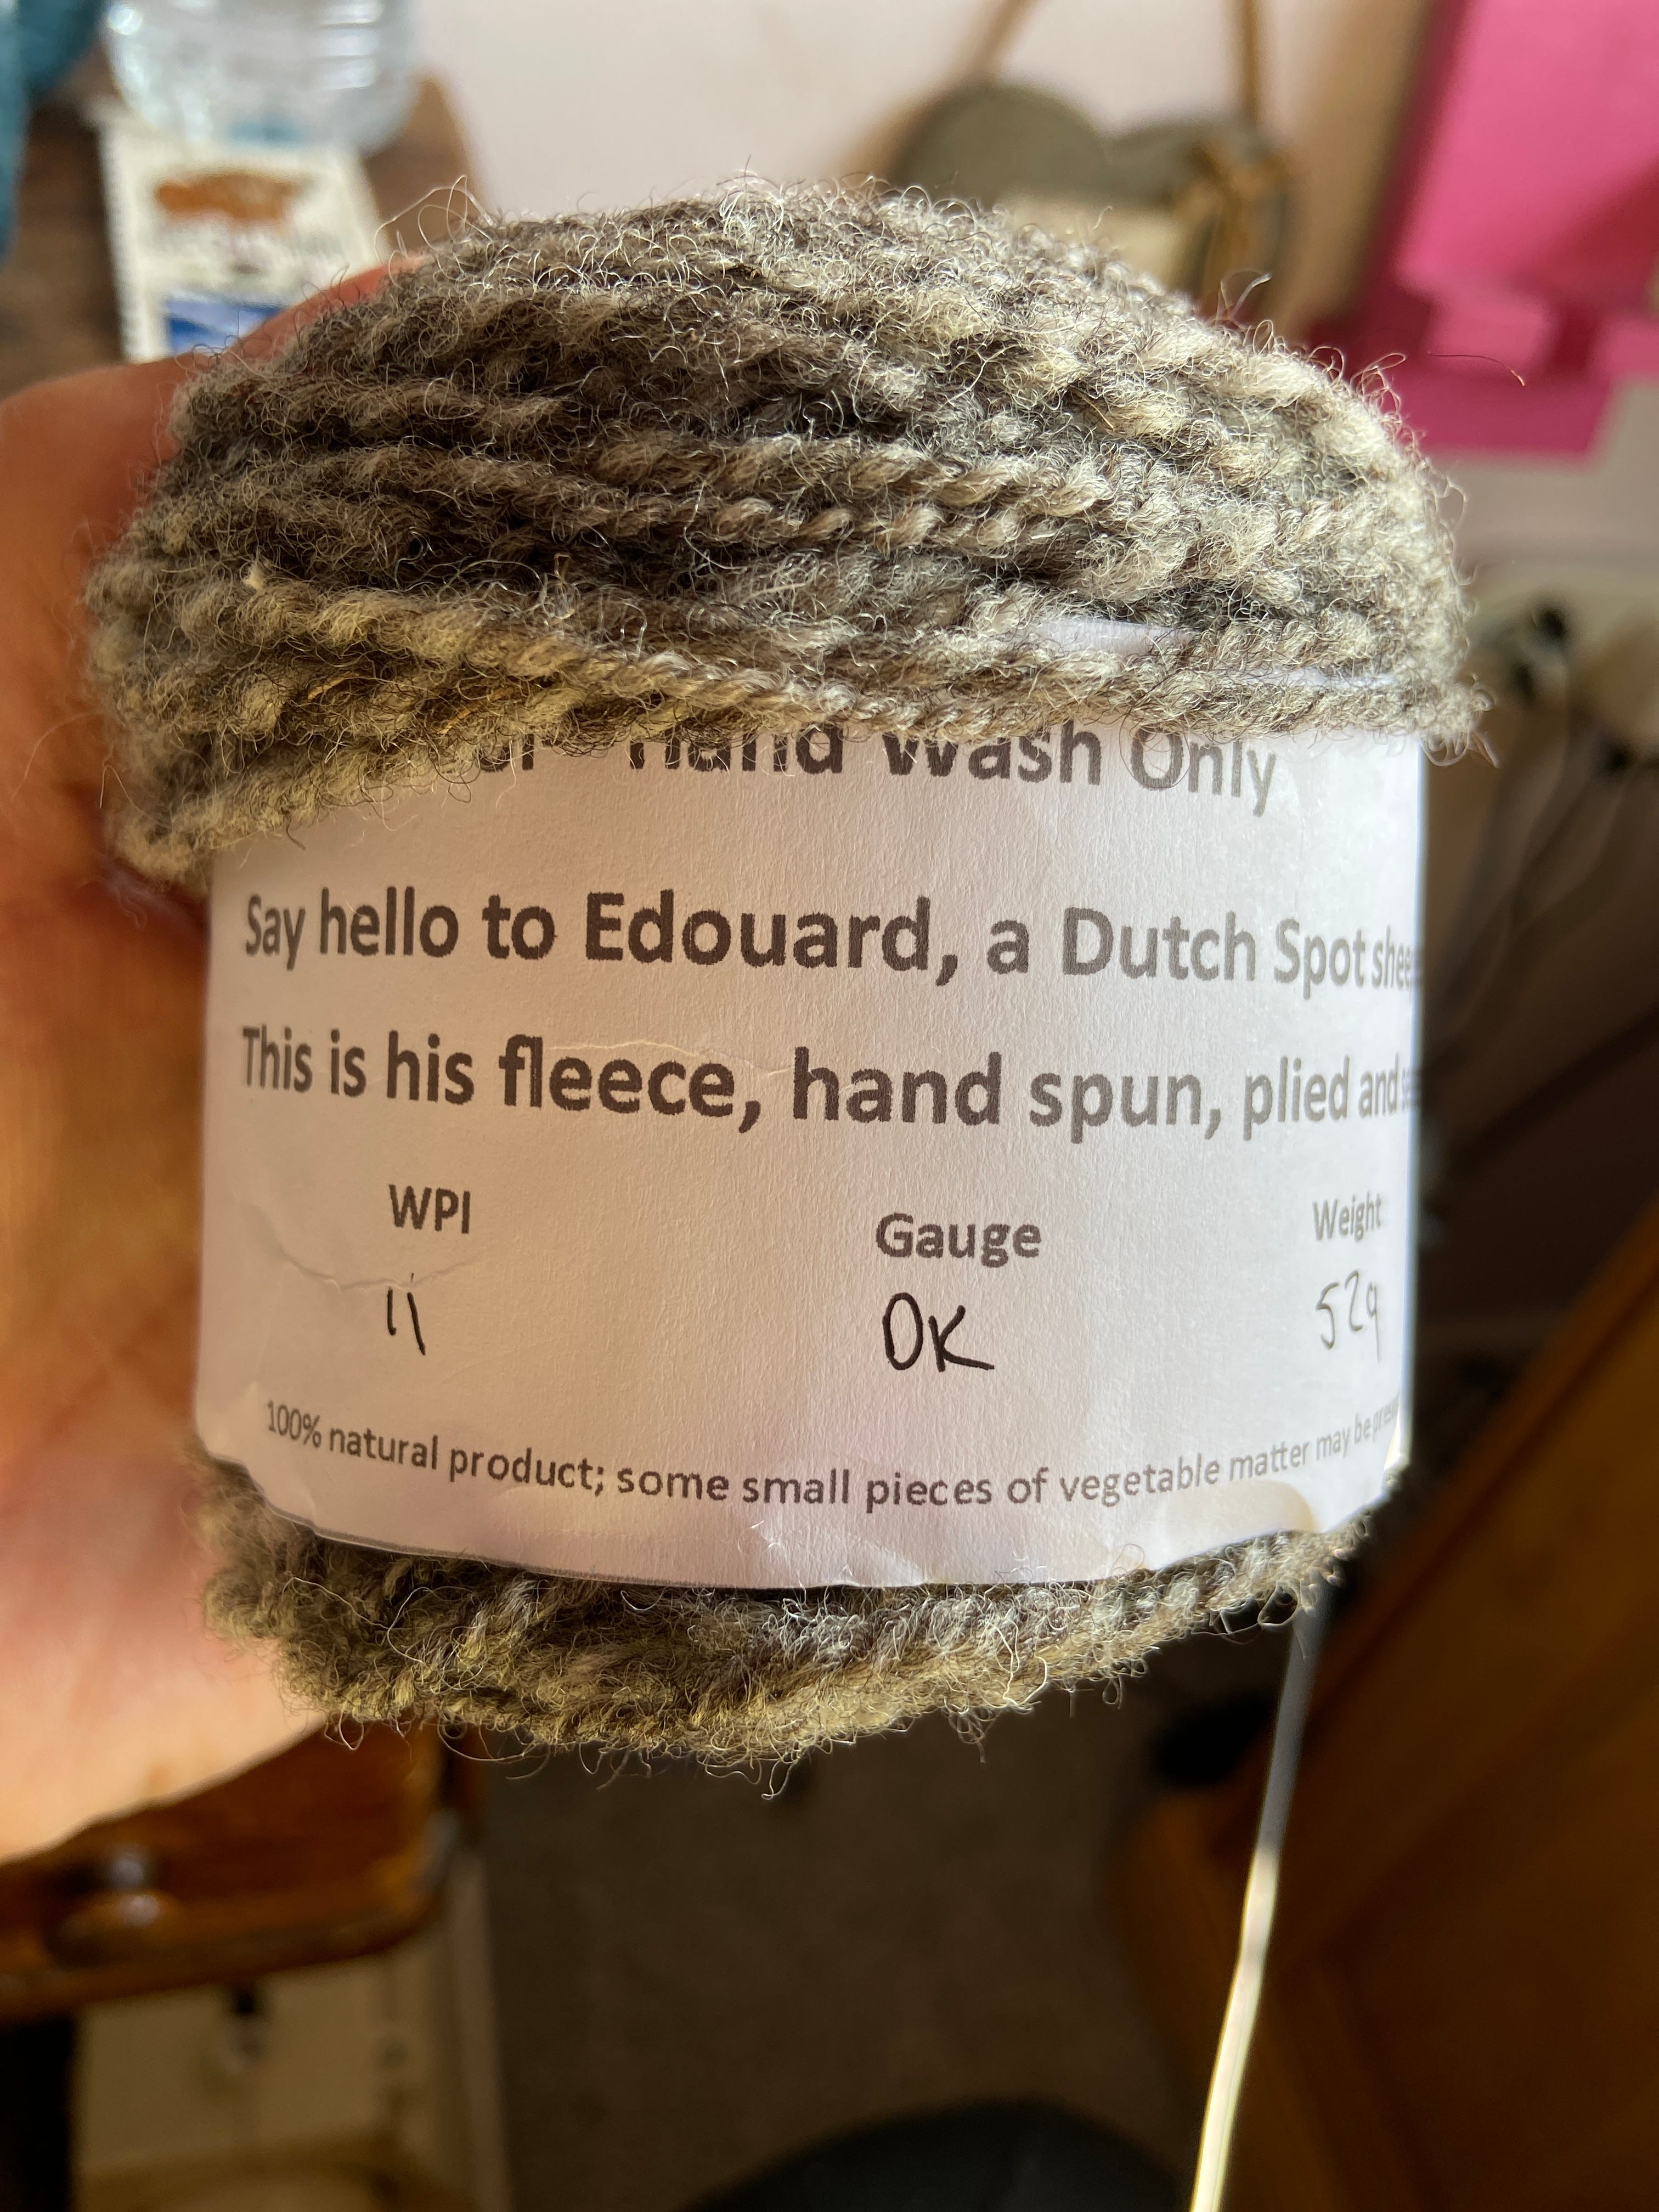 Hand Wash Only
Say hello to Edouard, a Dutch Spot
This is his fleece, hand spun, plied and
WPI Gauge Weight
11 DK 52g
100% natural product; some small pieces of vegetable matter may be